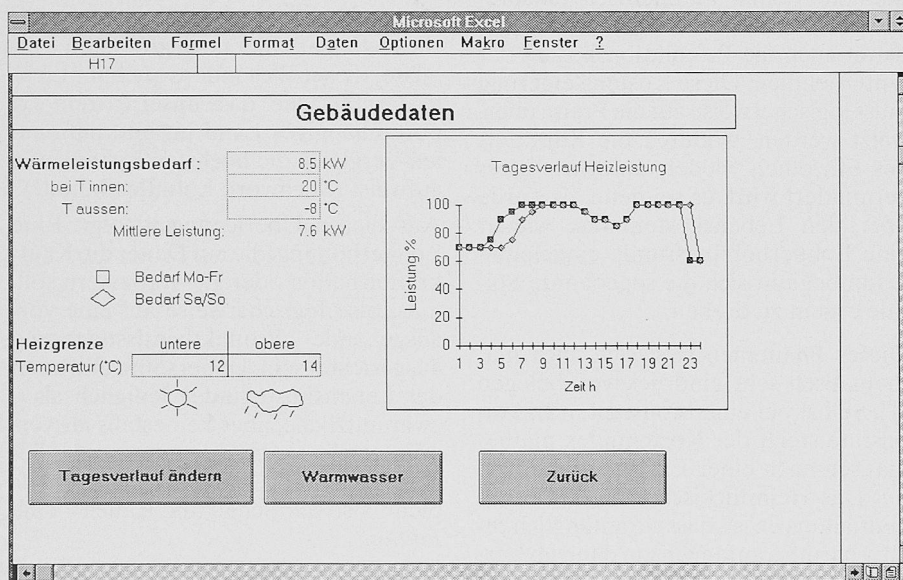 Microsoft Excel
Datei Bearbeiten Formel Format Daten Optionen Makro Fenster ?
H17
Gebäudedaten
Wärmeleistungsbedarf : 8.5 kW
bei T innen: 20 °C
T aussen: -8 °C
Mittlere Leistung: 7.6 kW
Bedarf Mo-Fr
Bedarf Sa/So
Heizgrenze untere obere
Temperatur (°C) 12 14
Tagesverlauf Heizleistung
Leistung %
100
80
60
40
20
0
1 3 5 7 9 11 13 15 17 19 21 23
Zeit h
Tagesverlauf ändern Warmwasser Zurück